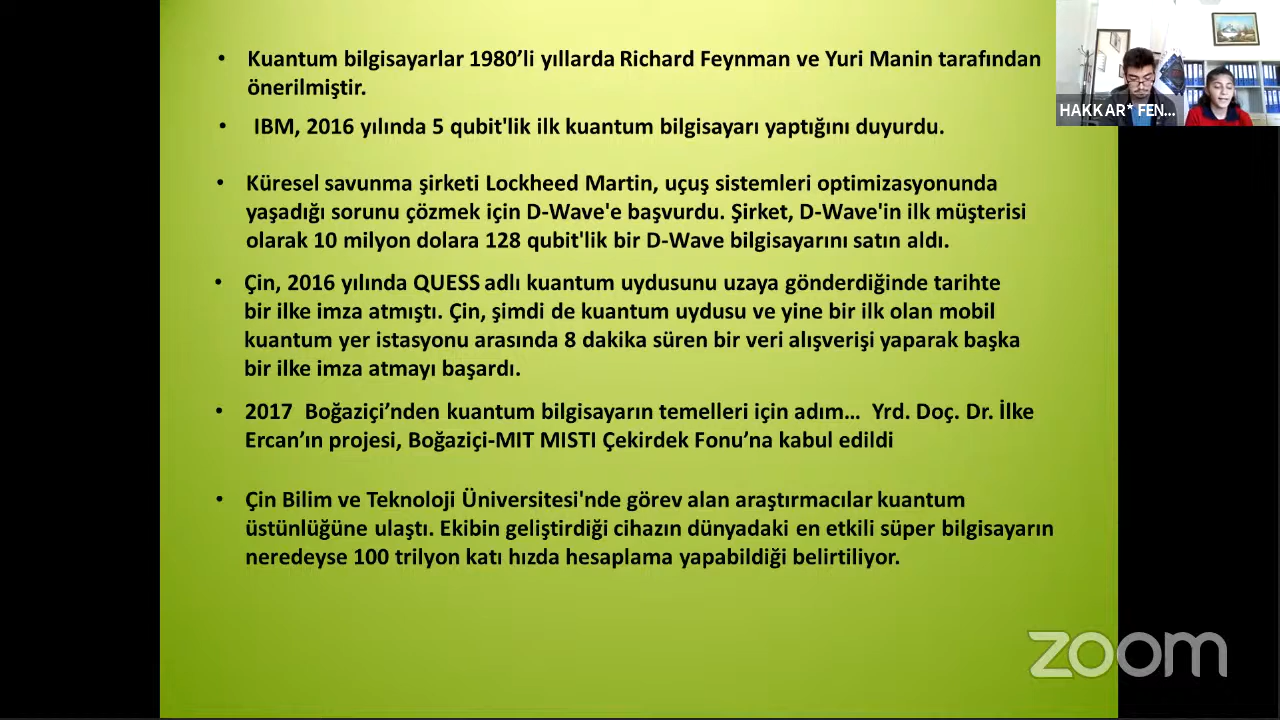 • Kuantum bilgisayarlar 1980’li yıllarda Richard Feynman ve Yuri Manin tarafından
önerilmiştir.
• IBM, 2016 yılında 5 qubit'lik ilk kuantum bilgisayarı yaptığını duyurdu.
• Küresel savunma şirketi Lockheed Martin, uçuş sistemleri optimizasyonunda
yaşadığı sorunu çözmek için D-Wave'e başvurdu. Şirket, D-Wave'in ilk müşterisi
olarak 10 milyon dolara 128 qubit'lik bir D-Wave bilgisayarını satın aldı.
• Çin, 2016 yılında QUESS adlı kuantum uydusunu uzaya gönderdiğinde tarihte
bir ilke imza atmıştı. Çin, şimdi de kuantum uydusu ve yine bir ilk olan mobil
kuantum yer istasyonu arasında 8 dakika süren bir veri alışverişi yaparak başka
bir ilke imza atmayı başardı.
• 2017 Boğaziçi’nden kuantum bilgisayarın temelleri için adım… Yrd. Doç. Dr. İlke
Ercan’ın projesi, Boğaziçi-MIT MISTI Çekirdek Fonu’na kabul edildi
• Çin Bilim ve Teknoloji Üniversitesi'nde görev alan araştırmacılar kuantum
üstünlüğüne ulaştı. Ekibin geliştirdiği cihazın dünyadaki en etkili süper bilgisayarın
neredeyse 100 trilyon katı hızda hesaplama yapabildiği belirtiliyor.
HAKKAR* FEN...
zoom